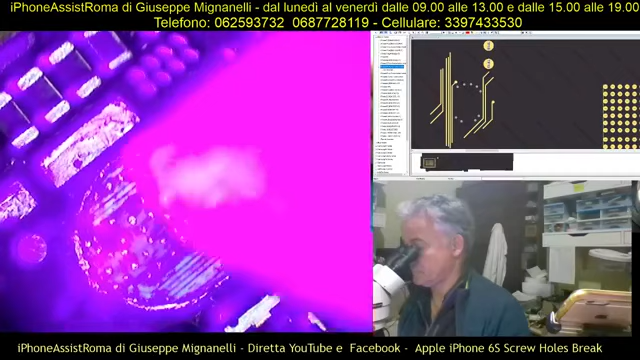 iPhoneAssistRoma di Giuseppe Mignanelli - dal lunedì al venerdì dalle 09.00 alle 13.00 e dalle 15.00 alle 19.00
Telefono: 062593732 0687728119 - Cellulare: 3397433530
iPhoneAssistRoma di Giuseppe Mignanelli - Diretta YouTube e Facebook - Apple iPhone 6S Screw Holes Break